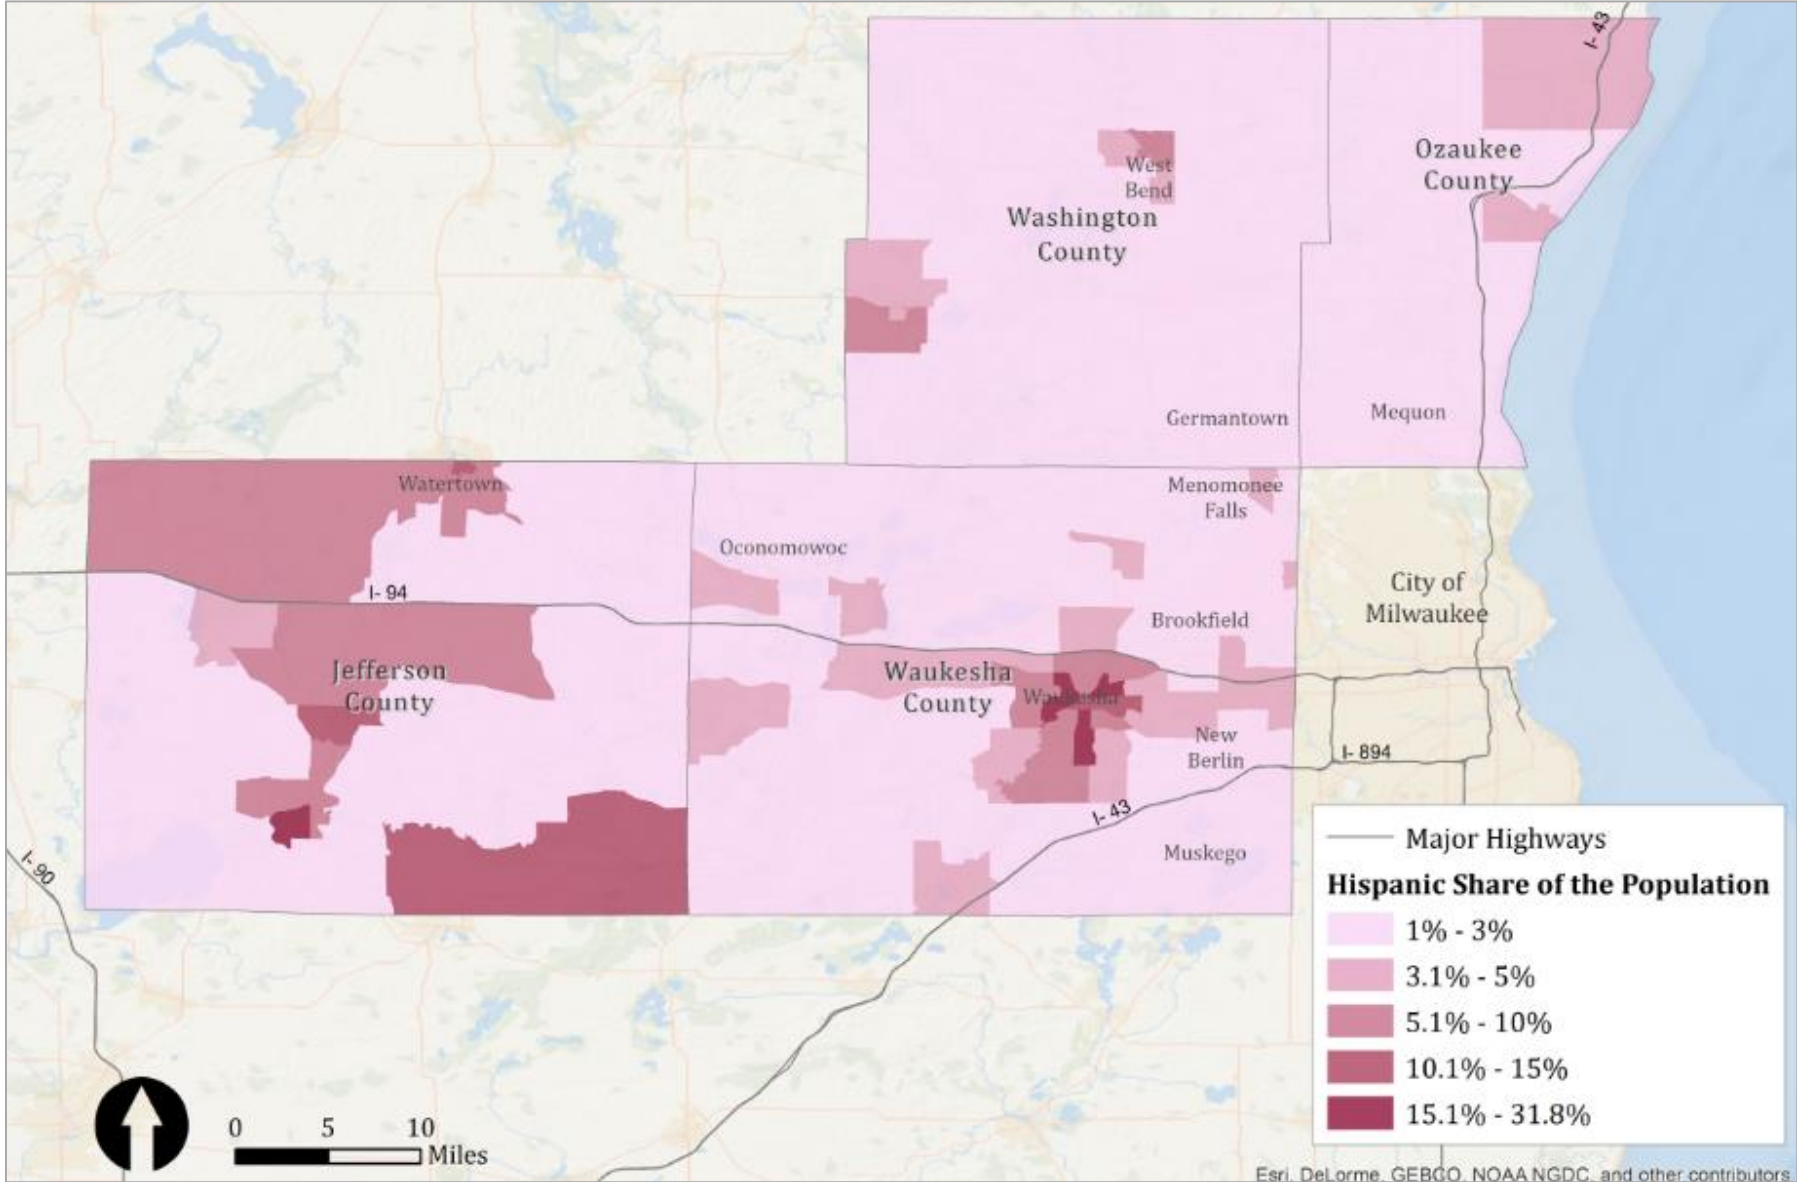 I- 43
Ozaukee
County
West
Bend
Washington
County
Germantown
Mequon
Watertown
Menomonee
Falls
Oconomowoc
City of
Milwaukee
I- 94
Brookfield
Jefferson
County
Waukesha
County
Waukesha
New
Berlin
I- 894
I- 43
Muskego
I- 90
Major Highways
Hispanic Share of the Population
1% - 3%
3.1% - 5%
5.1% - 10%
10.1% - 15%
15.1% - 31.8%
0 5 10
Miles
Esri, DeLorme, GEBCO, NOAA NGDC, and other contributors